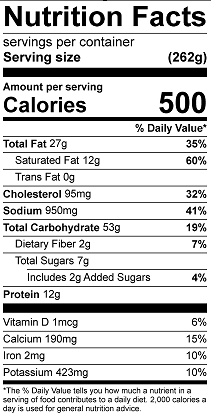 Nutrition Facts
servings per container
Serving size (262g)
Amount per serving
Calories 500
% Daily Value*
Total Fat 27g 35%
Saturated Fat 12g 60%
Trans Fat 0g
Cholesterol 95mg 32%
Sodium 950mg 41%
Total Carbohydrate 53g 19%
Dietary Fiber 2g 7%
Total Sugars 7g
Includes 2g Added Sugars 4%
Protein 12g
Vitamin D 1mcg 6%
Calcium 190mg 15%
Iron 2mg 10%
Potassium 423mg 10%
*The % Daily Value tells you how much a nutrient in a
serving of food contributes to a daily diet. 2,000 calories a
day is used for general nutrition advice.